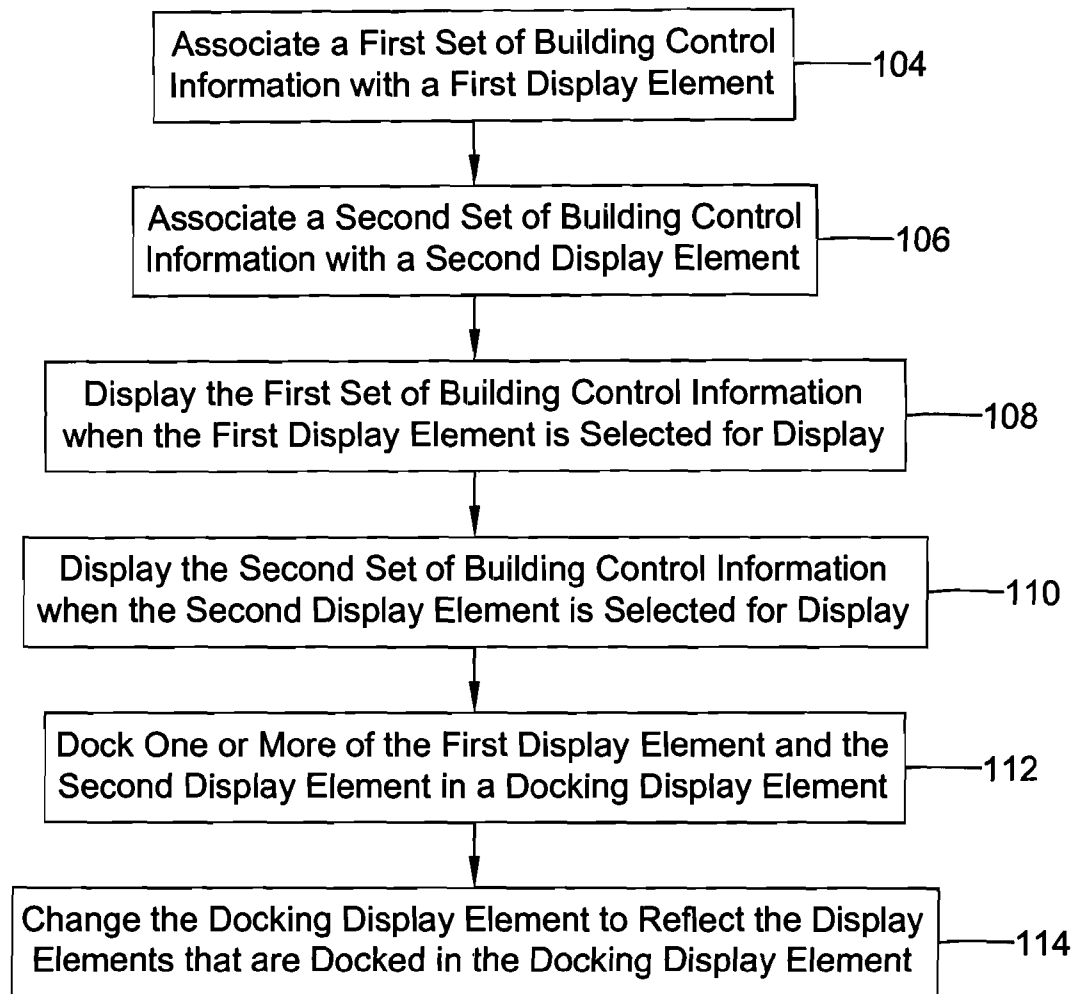 Associate a First Set of Building Control
Information with a First Display Element
104
Associate a Second Set of Building Control
Information with a Second Display Element
106
Display the First Set of Building Control Information
when the First Display Element is Selected for Display
108
Display the Second Set of Building Control Information
when the Second Display Element is Selected for Display
110
Dock One or More of the First Display Element and the
Second Display Element in a Docking Display Element
112
Change the Docking Display Element to Reflect the Display
Elements that are Docked in the Docking Display Element
114